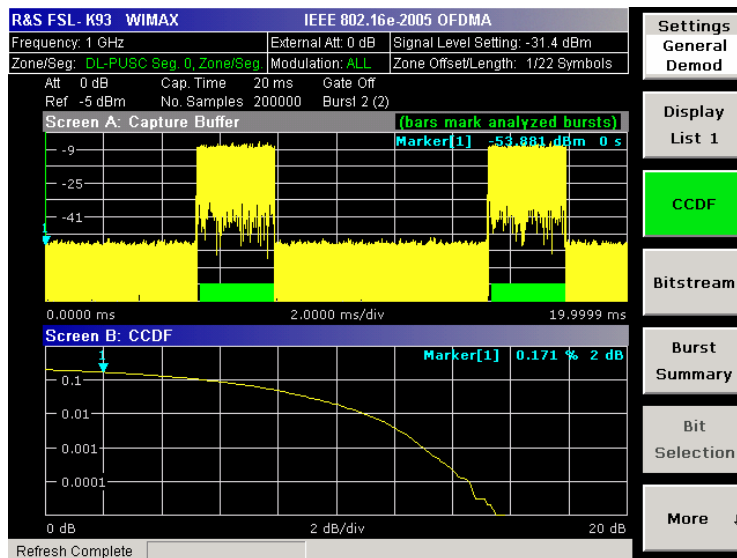 R&S FSL- K93 WIMAX IEEE 802.16e-2005 OFDMA
Frequency: 1 GHz External Att: 0 dB Signal Level Setting: -31.4 dBm
Zone/Seg: DL-PUSC Seg. 0, Zone/Seg. Modulation: ALL Zone Offset/Length: 1/22 Symbols
Att 0 dB Cap. Time 20 ms Gate Off
Ref -5 dBm No. Samples 200000 Burst 2 (2)
Screen A: Capture Buffer (bars mark analyzed bursts)
Marker[1] -53.881 dBm 0 s
-9
-25
-41
1
0.0000 ms 2.0000 ms/div 19.9999 ms
Screen B: CCDF
1 Marker[1] 0.171 % 2 dB
0.1
0.01
0.001
0.0001
0 dB 2 dB/div 20 dB
Refresh Complete
Settings
General
Demod
Display
List 1
CCDF
Bitstream
Burst
Summary
Bit
Selection
More ↓